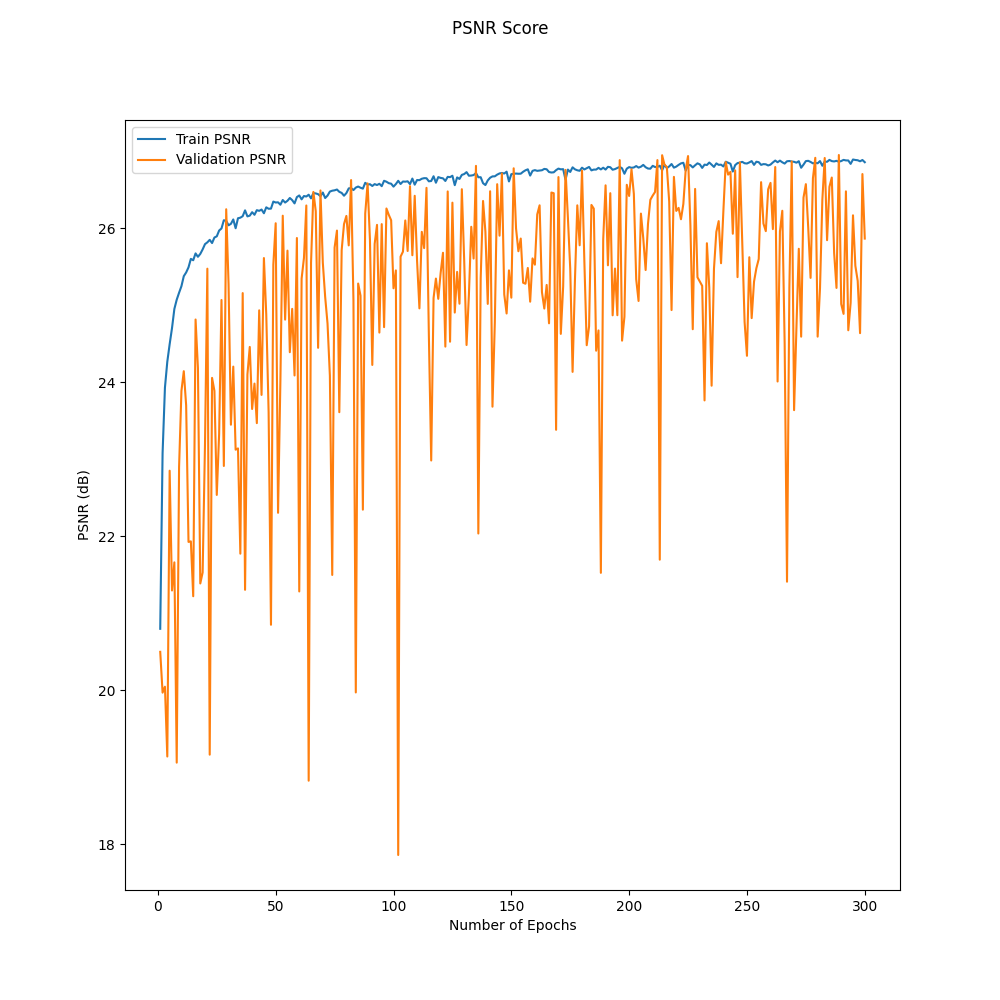 PSNR Score
Train PSNR
Validation PSNR
PSNR (dB)
26
24
22
20
18
0 50 100 150 200 250 300
Number of Epochs